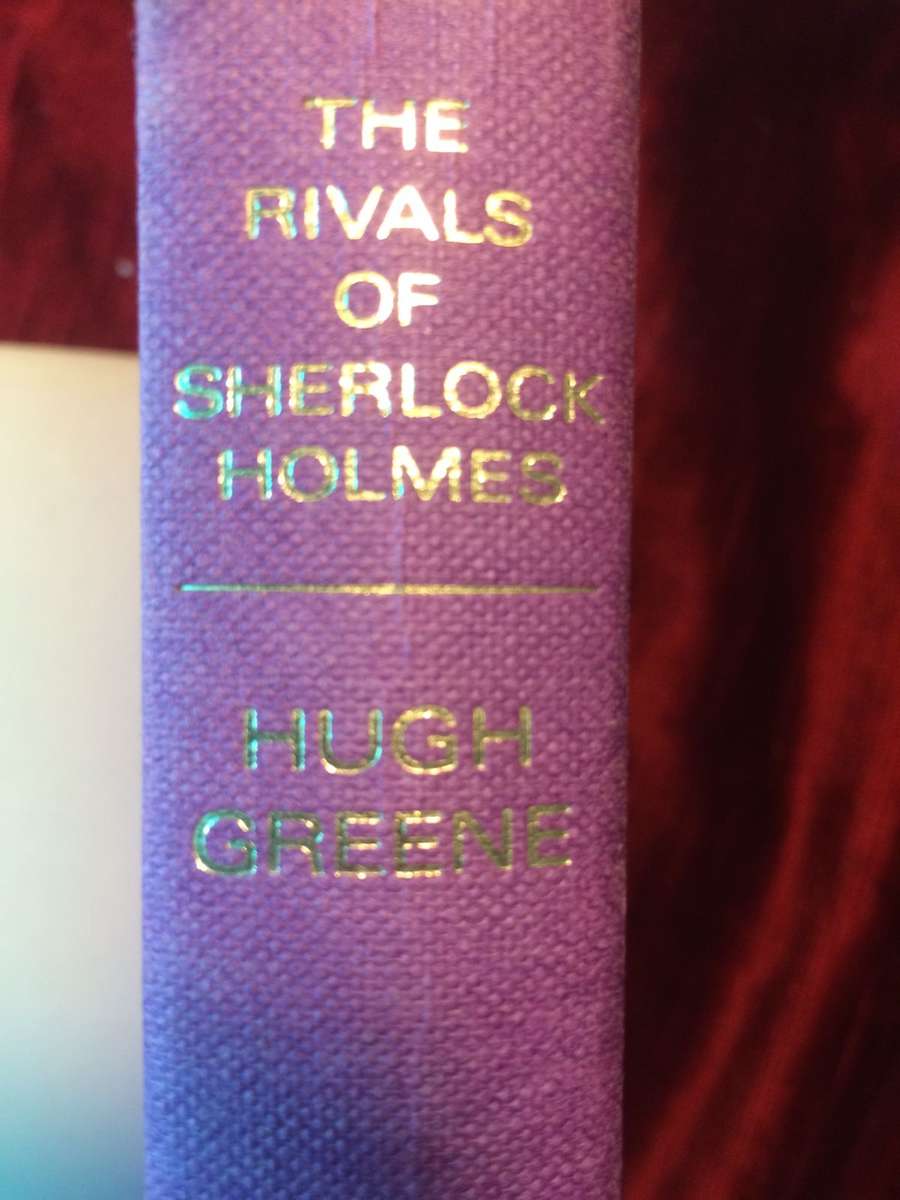 THE
RIVALS
OF
SHERLOCK
HOLMES
HUGH
GREENE